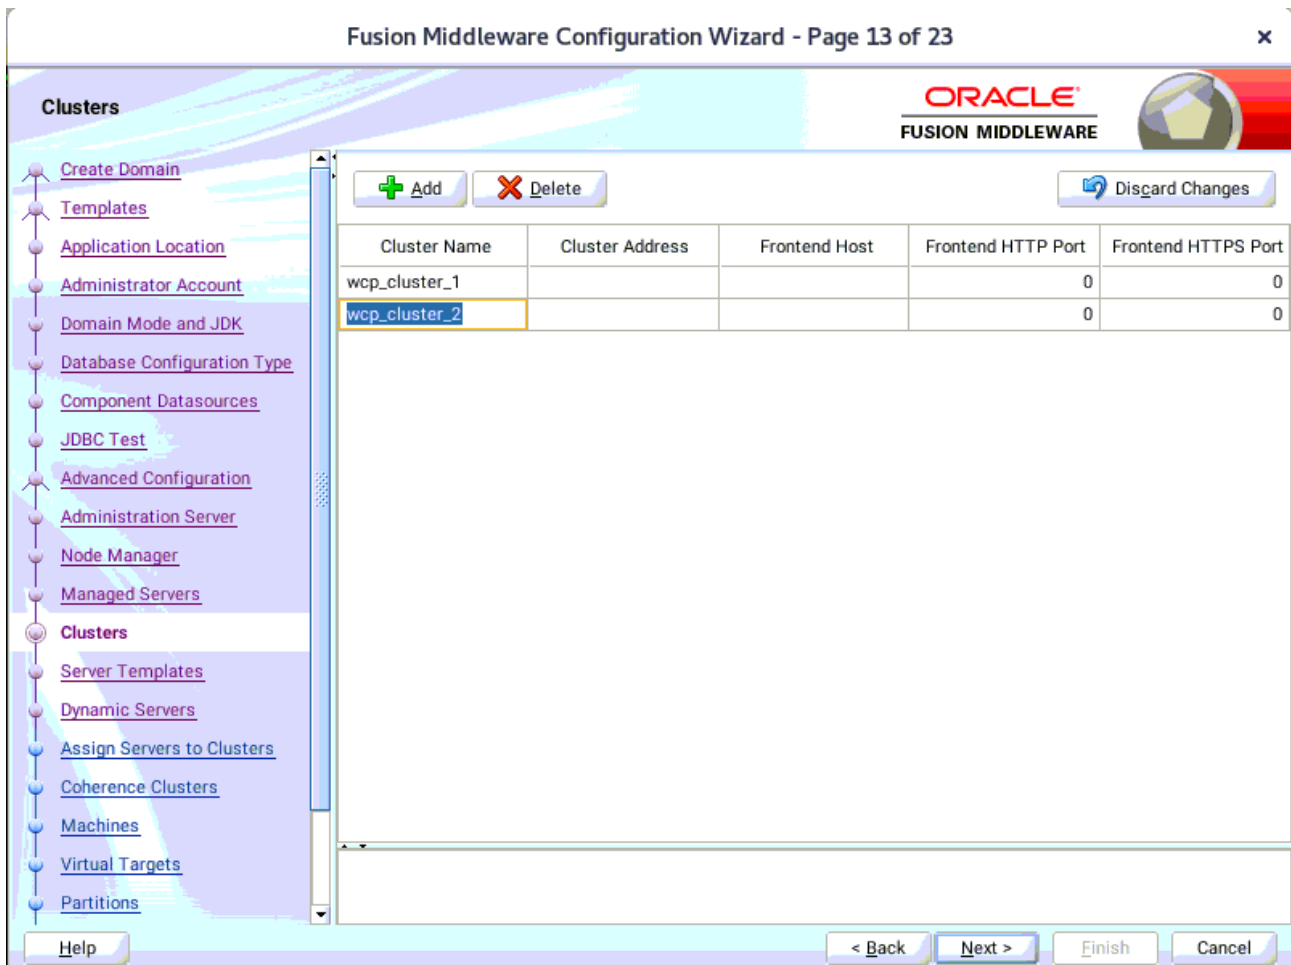 Fusion Middleware Configuration Wizard - Page 13 of 23
Clusters
ORACLE
FUSION MIDDLEWARE
Create Domain
Templates
Application Location
Administrator Account
Domain Mode and JDK
Database Configuration Type
Component Datasources
JDBC Test
Advanced Configuration
Administration Server
Node Manager
Managed Servers
Clusters
Server Templates
Dynamic Servers
Assign Servers to Clusters
Coherence Clusters
Machines
Virtual Targets
Partitions
Add Delete Discard Changes
Cluster Name Cluster Address Frontend Host Frontend HTTP Port Frontend HTTPS Port
wcp_cluster_1 0 0
wcp_cluster_2 0 0
Help < Back Next > Finish Cancel